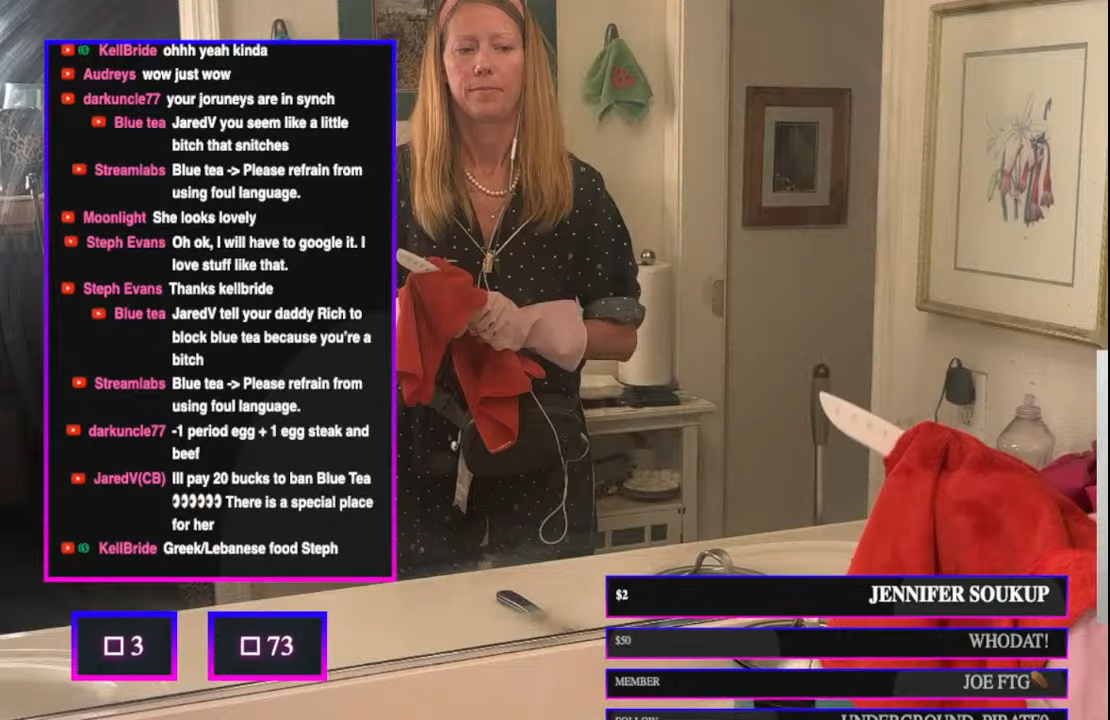 KellBride ohhh yeah kinda
Audreys wow just wow
darkuncle77 your joruneys are in synch
Blue tea JaredV you seem like a little
bitch that snitches
Streamlabs Blue tea -> Please refrain from
using foul language.
Moonlight She looks lovely
Steph Evans Oh ok, I will have to google it. I
love stuff like that.
Steph Evans Thanks kellbride
Blue tea JaredV tell your daddy Rich to
block blue tea because you're a
bitch
Streamlabs Blue tea -> Please refrain from
using foul language.
darkuncle77 -1 period egg + 1 egg steak and
beef
JaredV(CB) Ill pay 20 bucks to ban Blue Tea
👀👀👀 There is a special place
for her
KellBride Greek/Lebanese food Steph
3
73
$2 JENNIFER SOUKUP
$50 WHODAT!
MEMBER JOE FTG